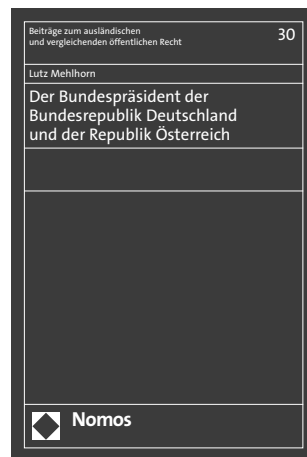 Beiträge zum ausländischen
und vergleichenden öffentlichen Recht
30
Lutz Mehlhorn
Der Bundespräsident der
Bundesrepublik Deutschland
und der Republik Österreich
Nomos